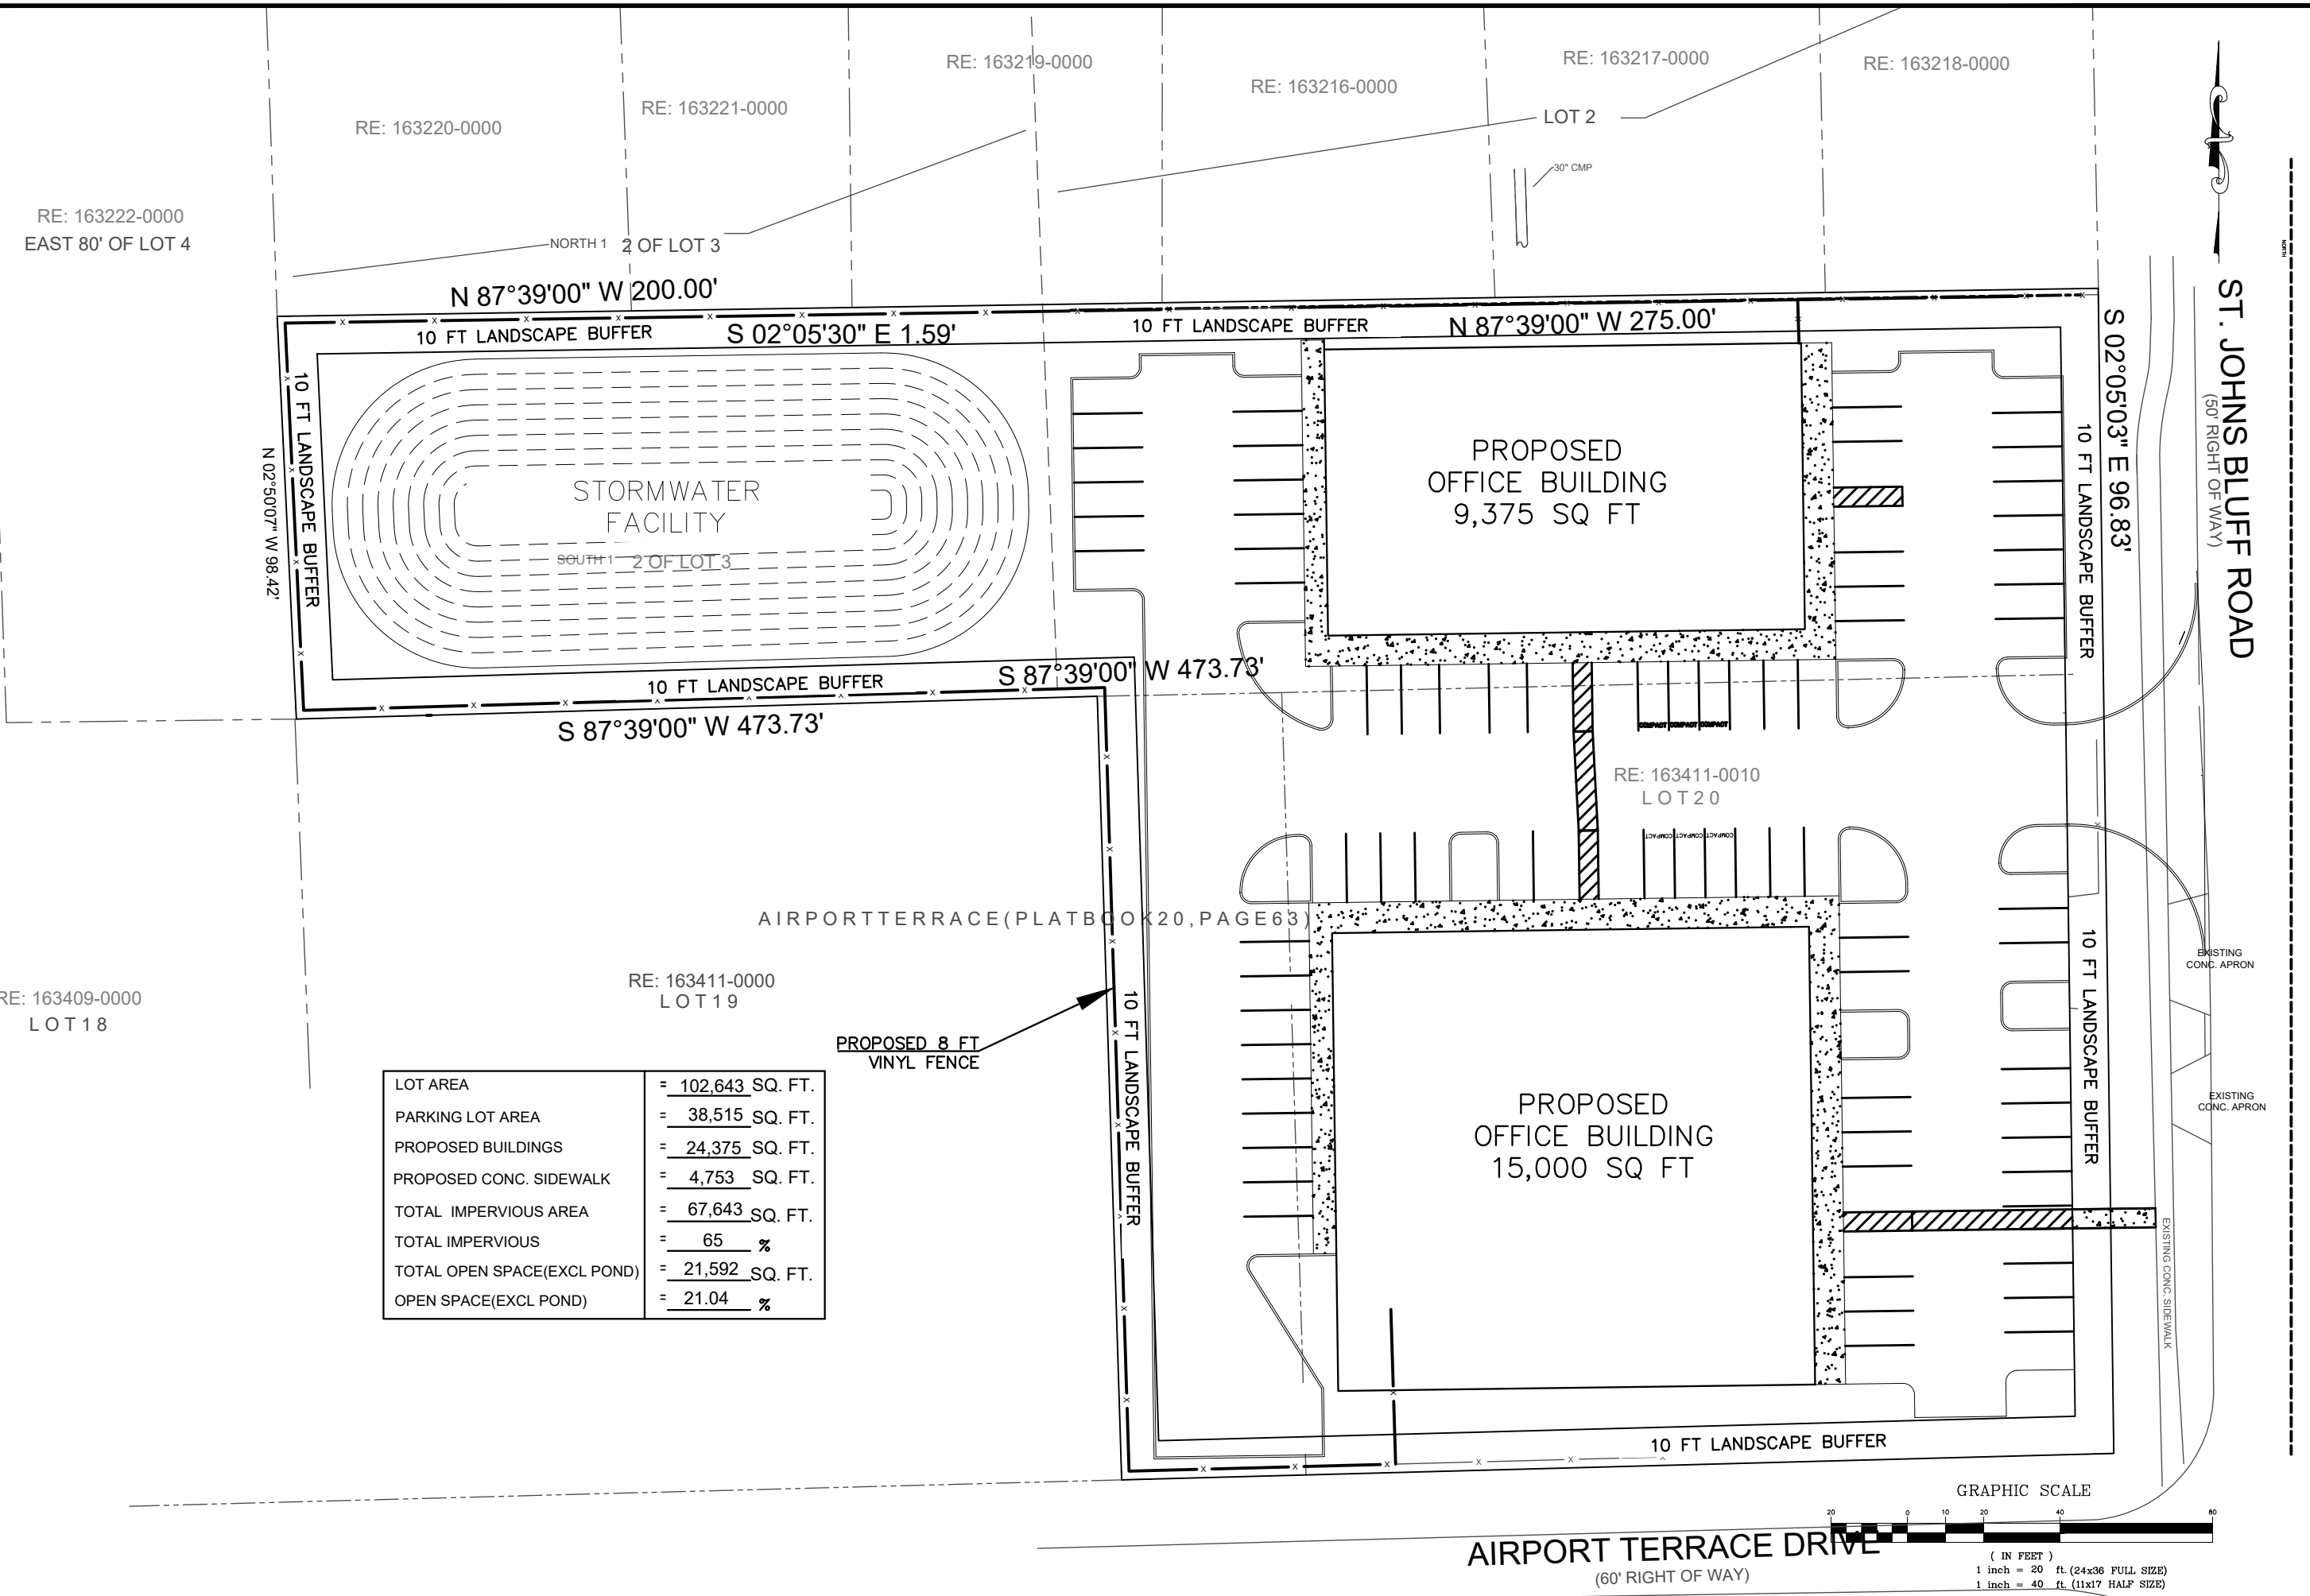 RE: 163219-0000
RE: 163217-0000
RE: 163218-0000
RE: 163216-0000
RE: 163221-0000
RE: 163220-0000
LOT 2
30" CMP
RE: 163222-0000
EAST 80' OF LOT 4
NORTH 1 2 OF LOT 3
NORTH
N 87°39'00" W 200.00'
10 FT LANDSCAPE BUFFER
S 02°05'30" E 1.59'
10 FT LANDSCAPE BUFFER
N 87°39'00" W 275.00'
S 02°05'03" E 96.83'
ST. JOHNS BLUFF ROAD
(50' RIGHT OF WAY)
10 FT LANDSCAPE BUFFER
N 02°50'07" W 98.42'
10 FT LANDSCAPE BUFFER
STORMWATER
FACILITY
SOUTH 1 2 OF LOT 3
PROPOSED
OFFICE BUILDING
9,375 SQ FT
10 FT LANDSCAPE BUFFER
S 87°39'00" W 473.73'
S 87°39'00" W 473.73'
COMPACT COMPACT COMPACT
RE: 163411-0010
LOT20
COMPACT COMPACT COMPACT
AIRPORTTERRACE(PLATBOOK20,PAGE63)
RE: 163411-0000
LOT19
RE: 163409-0000
LOT18
PROPOSED 8 FT
VINYL FENCE
10 FT LANDSCAPE BUFFER
10 FT LANDSCAPE BUFFER
EXISTING
CONC. APRON
EXISTING
CONC. APRON
EXISTING CONC. SIDEWALK
PROPOSED
OFFICE BUILDING
15,000 SQ FT
LOT AREA = 102,643 SQ. FT.
PARKING LOT AREA = 38,515 SQ. FT.
PROPOSED BUILDINGS = 24,375 SQ. FT.
PROPOSED CONC. SIDEWALK = 4,753 SQ. FT.
TOTAL IMPERVIOUS AREA = 67,643 SQ. FT.
TOTAL IMPERVIOUS = 65 %
TOTAL OPEN SPACE(EXCL POND) = 21,592 SQ. FT.
OPEN SPACE(EXCL POND) = 21.04 %
10 FT LANDSCAPE BUFFER
GRAPHIC SCALE
20 0 10 20 40 80
( IN FEET )
1 inch = 20 ft. (24x36 FULL SIZE)
1 inch = 40 ft. (11x17 HALF SIZE)
AIRPORT TERRACE DRIVE
(60' RIGHT OF WAY)